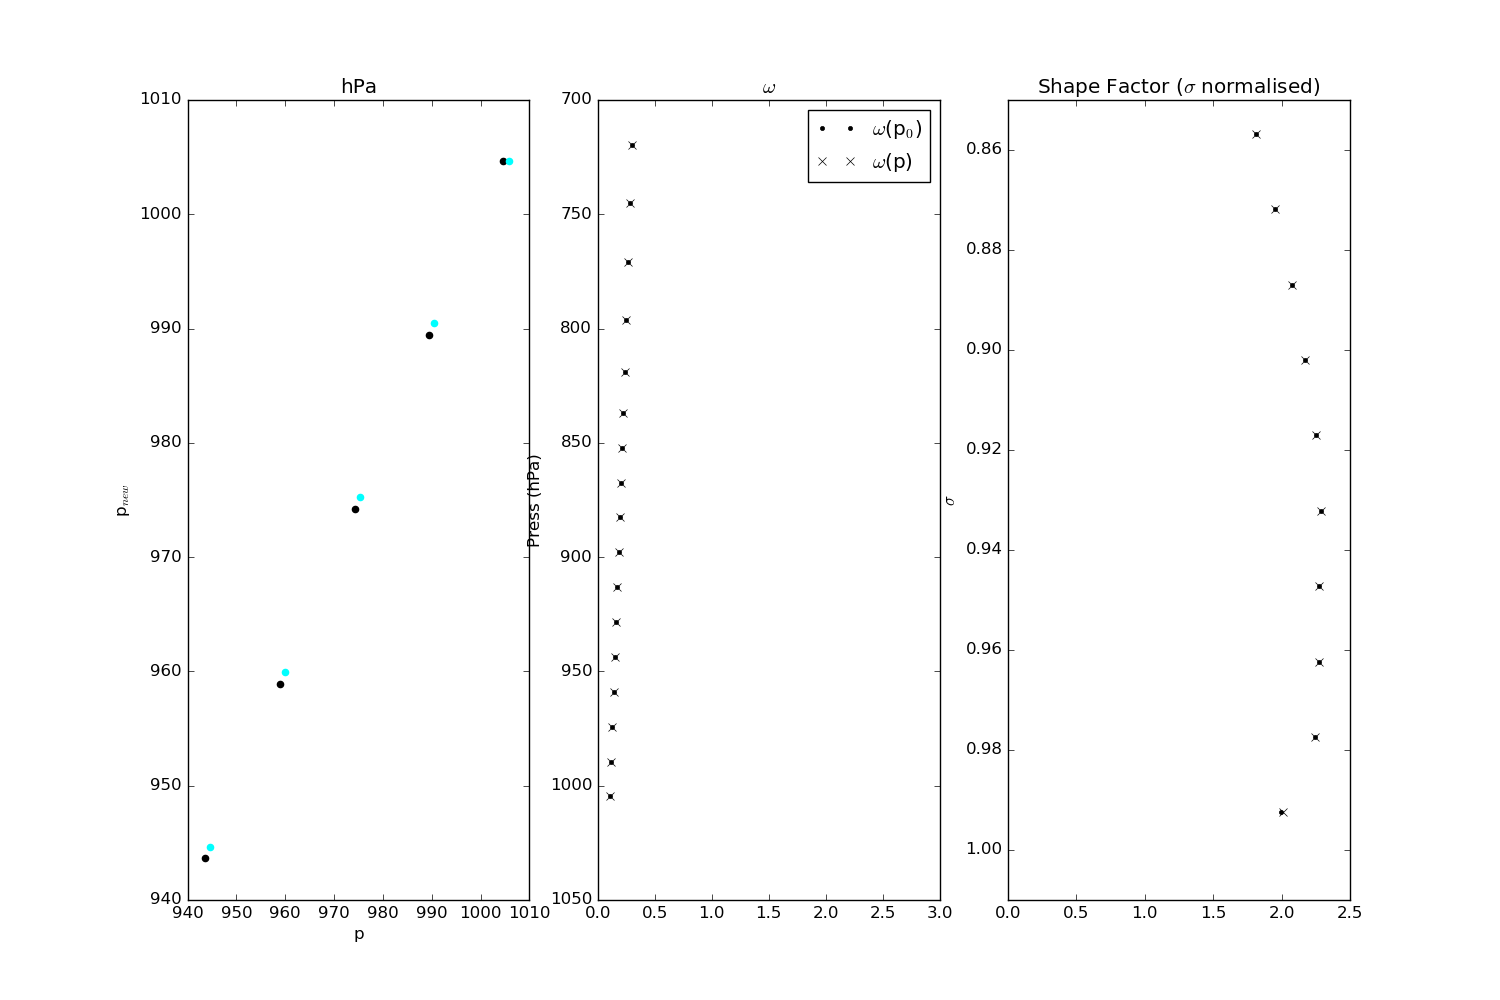 hPa
1010
1000
990
980
970
960
950
940
940 950 960 970 980 990 1000 1010
p
p_new
ω
700
750
800
850
900
950
1000
1050
0.0 0.5 1.0 1.5 2.0 2.5 3.0
Press (hPa)
ω(p₀)
ω(p)
Shape Factor (σ normalised)
0.86
0.88
0.90
0.92
0.94
0.96
0.98
1.00
0.0 0.5 1.0 1.5 2.0 2.5
σ